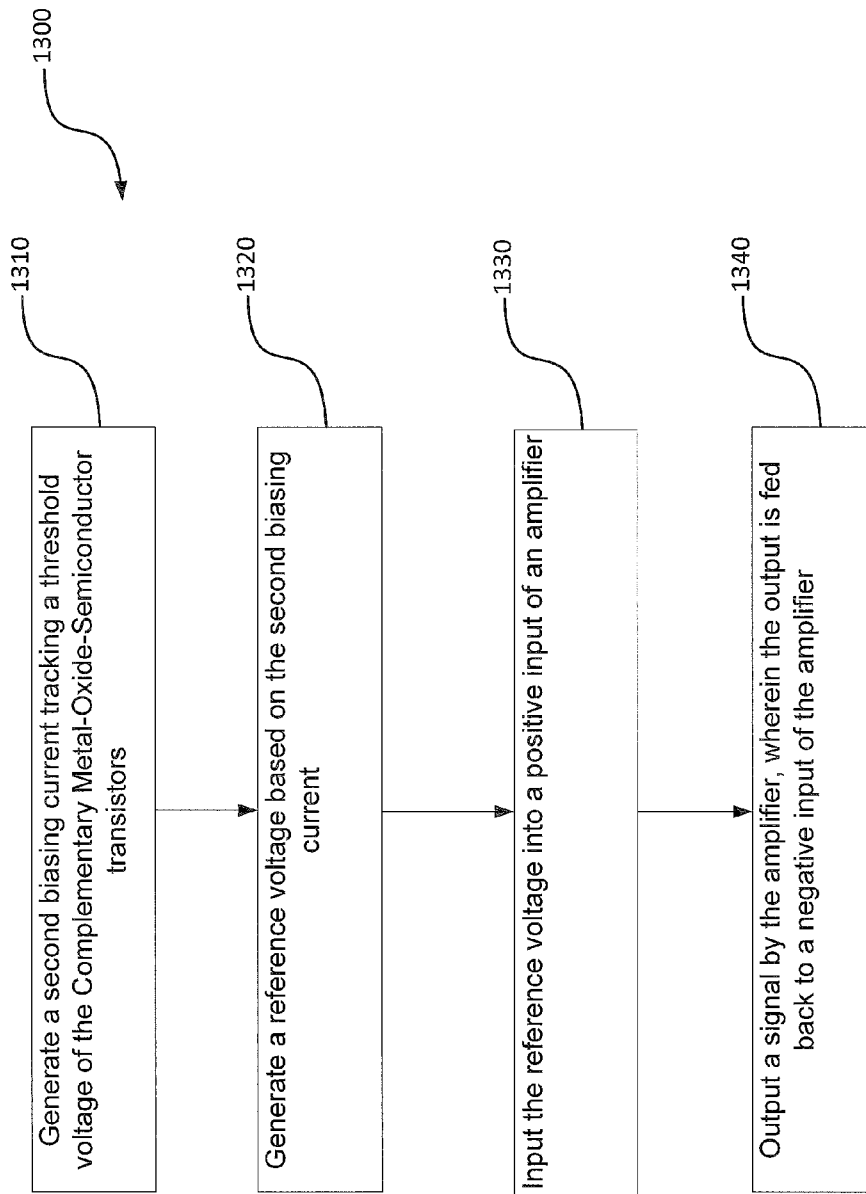 1300
1310
Generate a second biasing current tracking a threshold
voltage of the Complementary Metal-Oxide-Semiconductor
transistors
1320
Generate a reference voltage based on the second biasing
current
1330
Input the reference voltage into a positive input of an amplifier
1340
Output a signal by the amplifier, wherein the output is fed
back to a negative input of the amplifier